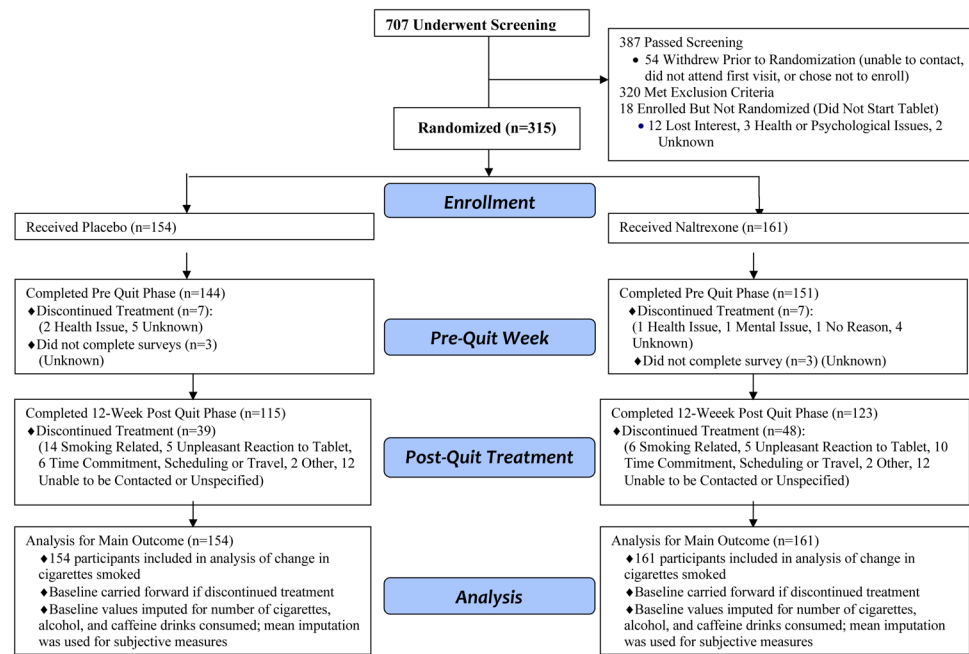 707 Underwent Screening
387 Passed Screening
• 54 Withdrew Prior to Randomization (unable to contact,
did not attend first visit, or chose not to enroll)
320 Met Exclusion Criteria
18 Enrolled But Not Randomized (Did Not Start Tablet)
• 12 Lost Interest, 3 Health or Psychological Issues, 2
Unknown
Randomized (n=315)
Enrollment
Received Placebo (n=154)
Received Naltrexone (n=161)
Completed Pre Quit Phase (n=144)
♦Discontinued Treatment (n=7):
(2 Health Issue, 5 Unknown)
♦Did not complete surveys (n=3)
(Unknown)
Pre-Quit Week
Completed Pre Quit Phase (n=151)
♦Discontinued Treatment (n=7):
(1 Health Issue, 1 Mental Issue, 1 No Reason, 4
Unknown)
♦Did not complete survey (n=3) (Unknown)
Completed 12-Week Post Quit Phase (n=115)
♦Discontinued Treatment (n=39)
(14 Smoking Related, 5 Unpleasant Reaction to Tablet,
6 Time Commitment, Scheduling or Travel, 2 Other, 12
Unable to be Contacted or Unspecified)
Post-Quit Treatment
Completed 12-Weeek Post Quit Phase (n=123)
♦Discontinued Treatment (n=48):
(6 Smoking Related, 5 Unpleasant Reaction to Tablet, 10
Time Commitment, Scheduling or Travel, 2 Other, 12
Unable to be Contacted or Unspecified)
Analysis for Main Outcome (n=154)
♦154 participants included in analysis of change in
cigarettes smoked
♦Baseline carried forward if discontinued treatment
♦Baseline values imputed for number of cigarettes,
alcohol, and caffeine drinks consumed; mean imputation
was used for subjective measures
Analysis
Analysis for Main Outcome (n=161)
♦161 participants included in analysis of change in
cigarettes smoked
♦Baseline carried forward if discontinued treatment
♦Baseline values imputed for number of cigarettes,
alcohol, and caffeine drinks consumed; mean imputation
was used for subjective measures